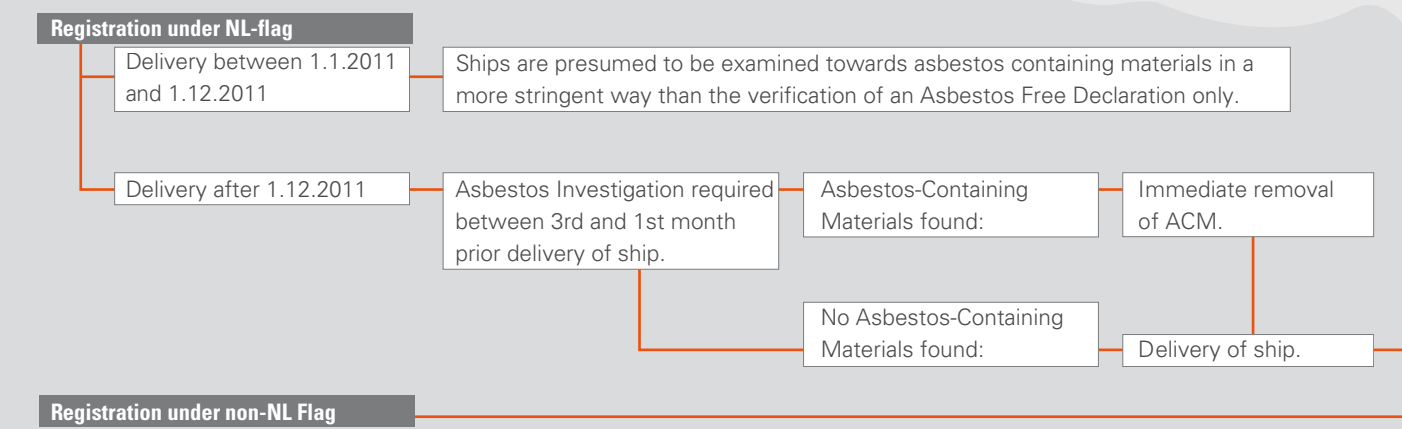 Registration under NL-flag
Delivery between 1.1.2011
and 1.12.2011
Ships are presumed to be examined towards asbestos containing materials in a
more stringent way than the verification of an Asbestos Free Declaration only.
Delivery after 1.12.2011
Asbestos Investigation required
between 3rd and 1st month
prior delivery of ship.
Asbestos-Containing
Materials found:
Immediate removal
of ACM.
No Asbestos-Containing
Materials found:
Delivery of ship.
Registration under non-NL Flag